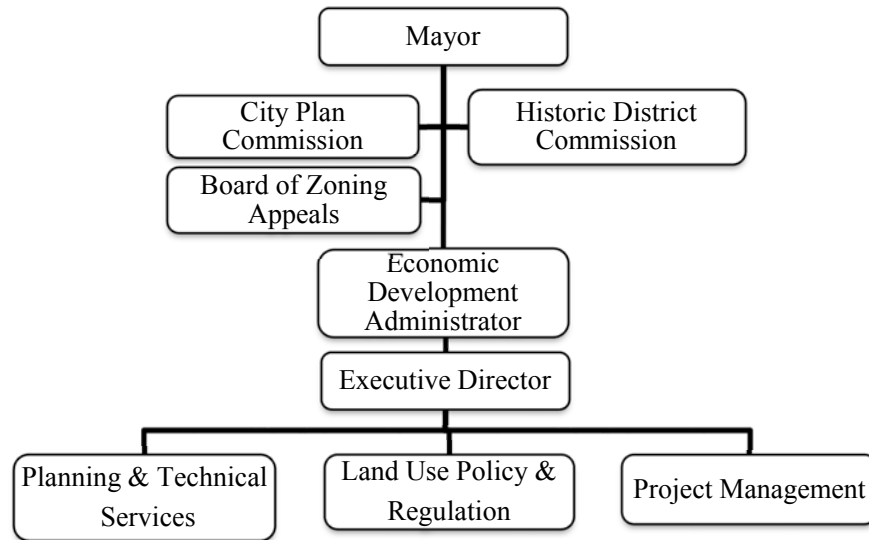 Mayor
City Plan
Commission
Historic District
Commission
Board of Zoning
Appeals
Economic
Development
Administrator
Executive Director
Planning & Technical
Services
Land Use Policy &
Regulation
Project Management